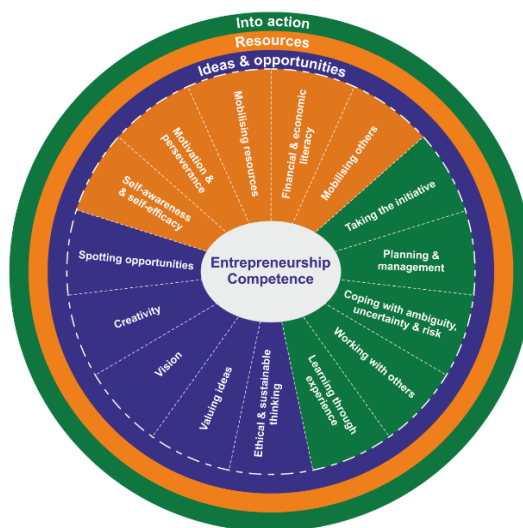 Into action
Resources
Ideas & opportunities
Self-awareness
& self-efficacy
Motivation &
perseverance
Mobilising resources
Financial & economic
literacy
Mobilising others
Taking the initiative
Planning &
management
Coping with ambiguity,
uncertainty & risk
Working with others
Learning through
experience
Ethical & sustainable
thinking
Valuing ideas
Vision
Creativity
Spotting opportunities
Entrepreneurship
Competence